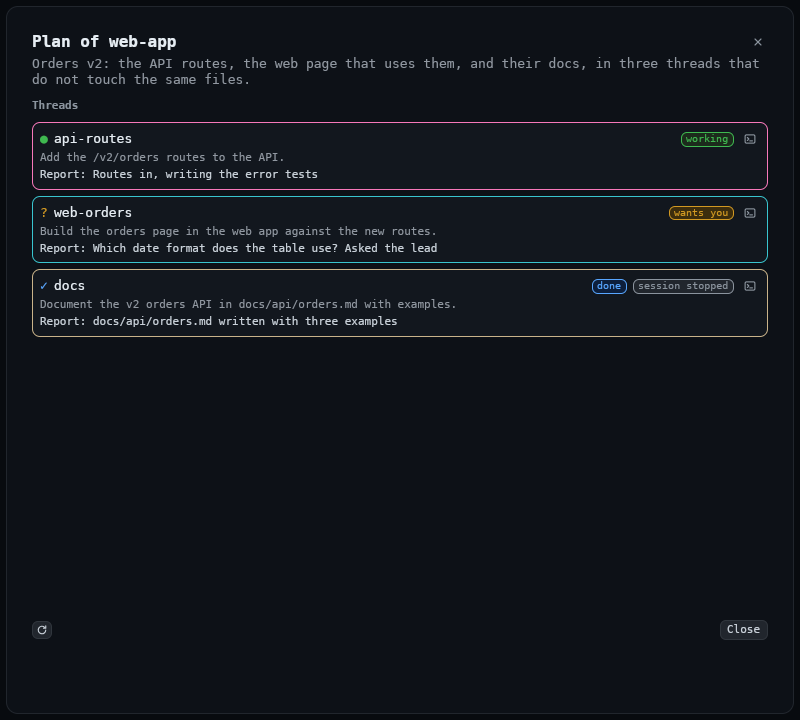 Plan of web-app
×
Orders v2: the API routes, the web page that uses them, and their docs, in three threads that
do not touch the same files.
Threads
● api-routes working
Add the /v2/orders routes to the API.
Report: Routes in, writing the error tests
? web-orders wants you
Build the orders page in the web app against the new routes.
Report: Which date format does the table use? Asked the lead
✓ docs done session stopped
Document the v2 orders API in docs/api/orders.md with examples.
Report: docs/api/orders.md written with three examples
Close